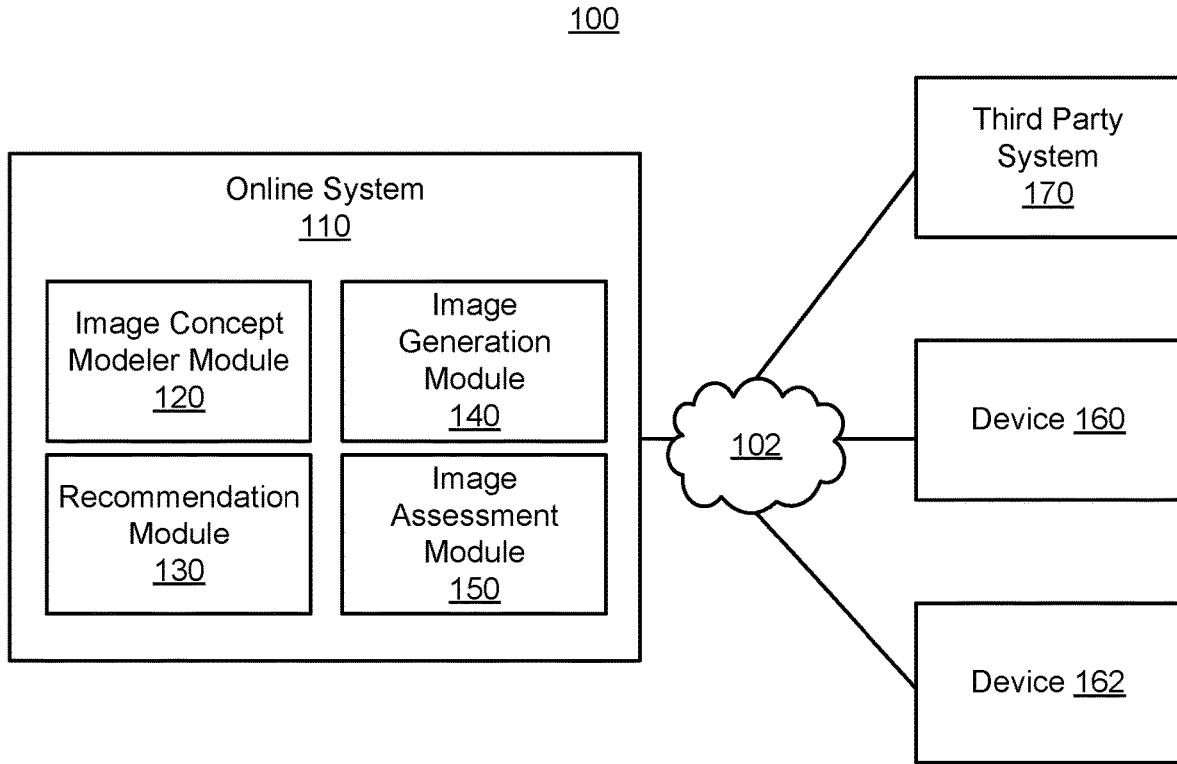 100
Online System
110
Image Concept
Modeler Module
120
Image
Generation
Module
140
Recommendation
Module
130
Image
Assessment
Module
150
102
Third Party
System
170
Device 160
Device 162